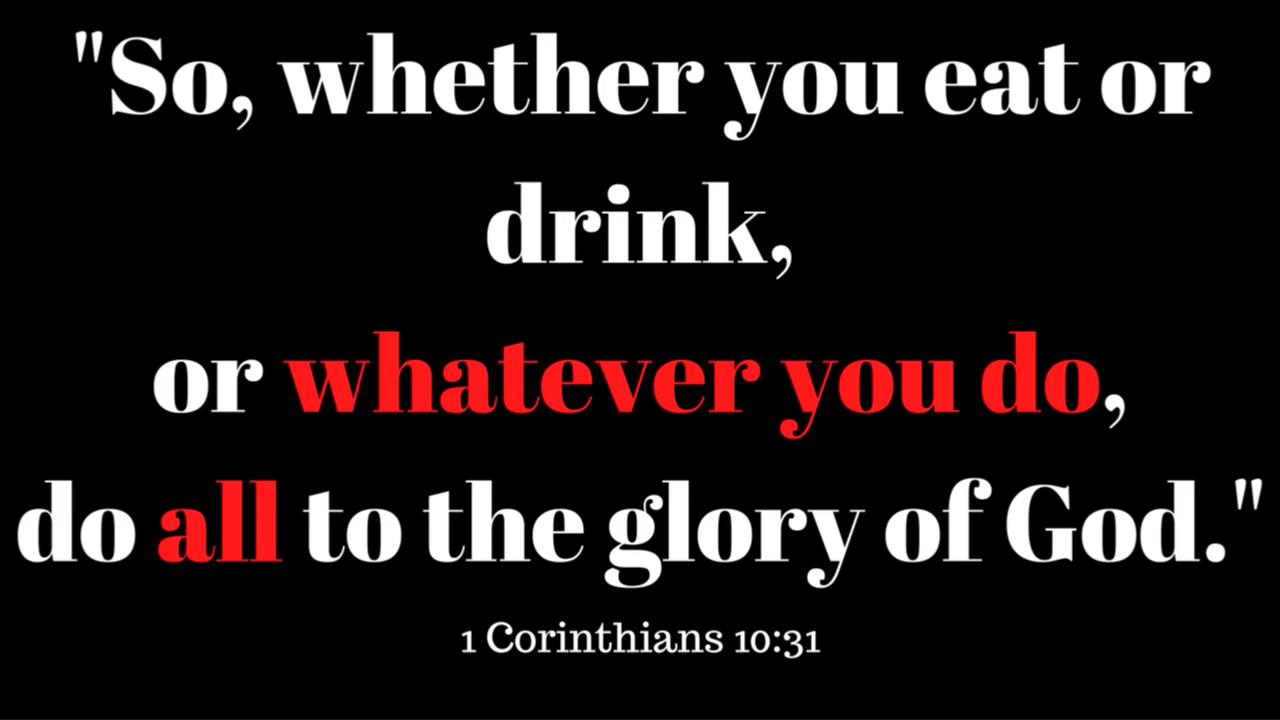 "So, whether you eat or
drink,
or whatever you do,
do all to the glory of God."
1 Corinthians 10:31